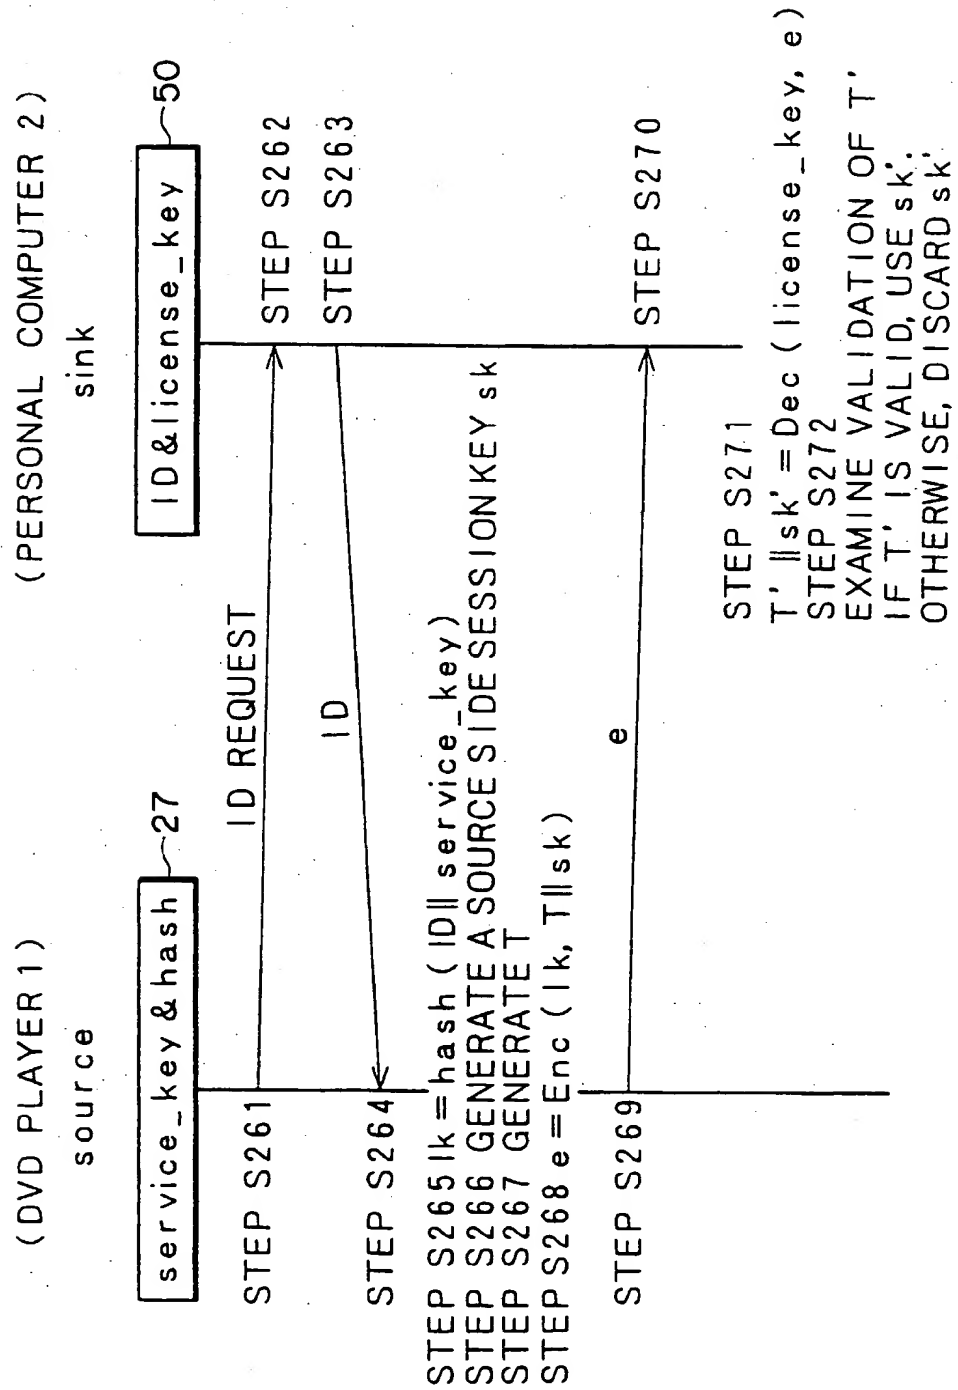 (DVD PLAYER 1)
source
(PERSONAL COMPUTER 2)
sink
service_key & hash
27
ID & license_key
50
STEP S261
ID REQUEST
STEP S262
STEP S263
ID
STEP S264
STEP S265 lk = hash ( ID || service_key )
STEP S266 GENERATE A SOURCE SIDE SESSION KEY sk
STEP S267 GENERATE T
STEP S268 e = Enc ( lk, T || sk )
STEP S269
e
STEP S270
STEP S271
T' || sk' = Dec ( license_key, e )
STEP S272
EXAMINE VALIDATION OF T'
IF T' IS VALID, USE sk'.
OTHERWISE, DISCARD sk'